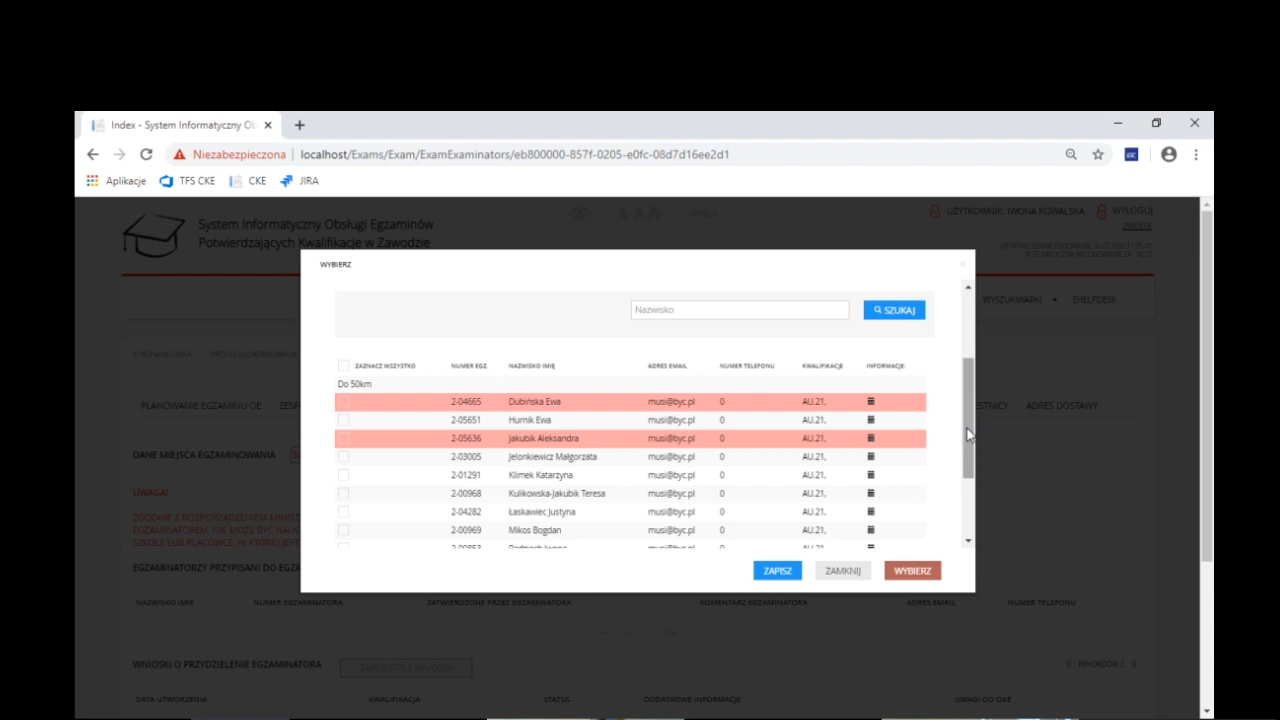 Index - System Informatyczny Ob
Niezabezpieczona
localhost/Exams/Exam/ExamExaminators/eb800000-857f-0205-e0fc-08d7d16ee2d1
Aplikacje TFS CKE CKE JIRA
System Informatyczny Obsługi Egzaminów
Potwierdzających Kwalifikacje w Zawodzie
UŻYTKOWNIK: IWONA KOWALSKA WYLOGUJ
WYSZUKIWARKI EHELPDESK
STRONA GŁÓWNA
PLANOWANIE EGZAMINU OE ADRES DOSTAWY
DANE MIEJSCA EGZAMINOWANIA
UWAGA!
EGZAMINATORZY PRZYPISANI DO EGZA
NAZWISKO IMIĘ NUMER EGZAMINATORA ZATWIERDZONE PRZEZ EGZAMINATORA KOMENTARZ EGZAMINATORA ADRES EMAIL NUMER TELEFONU
WYBIERZ
Nazwisko SZUKAJ
ZAZNACZ WSZYSTKO NUMER EGZ. NAZWISKO IMIĘ ADRES EMAIL NUMER TELEFONU KWALIFIKACJE INFORMACJE:
Do 50km
2-04665 Dubińska Ewa musi@byc.pl 0 AU.21,
2-05651 Hurnik Ewa musi@byc.pl 0 AU.21,
2-05636 Jakubik Aleksandra musi@byc.pl 0 AU.21,
2-03005 Jelonkiewicz Małgorzata musi@byc.pl 0 AU.21,
2-01291 Klimek Katarzyna musi@byc.pl 0 AU.21,
2-00968 Kulikowska-Jakubik Teresa musi@byc.pl 0 AU.21,
2-04282 Łaskawiec Justyna musi@byc.pl 0 AU.21,
2-00969 Mikos Bogdan musi@byc.pl 0 AU.21,
ZAPISZ ZAMKNIJ WYBIERZ
WNIOSKI O PRZYDZIELENIE EGZAMINATORA
DATA UTWORZENIA KWALIFIKACJA STATUS DODATKOWE INFORMACJE UWAGI OD OKE